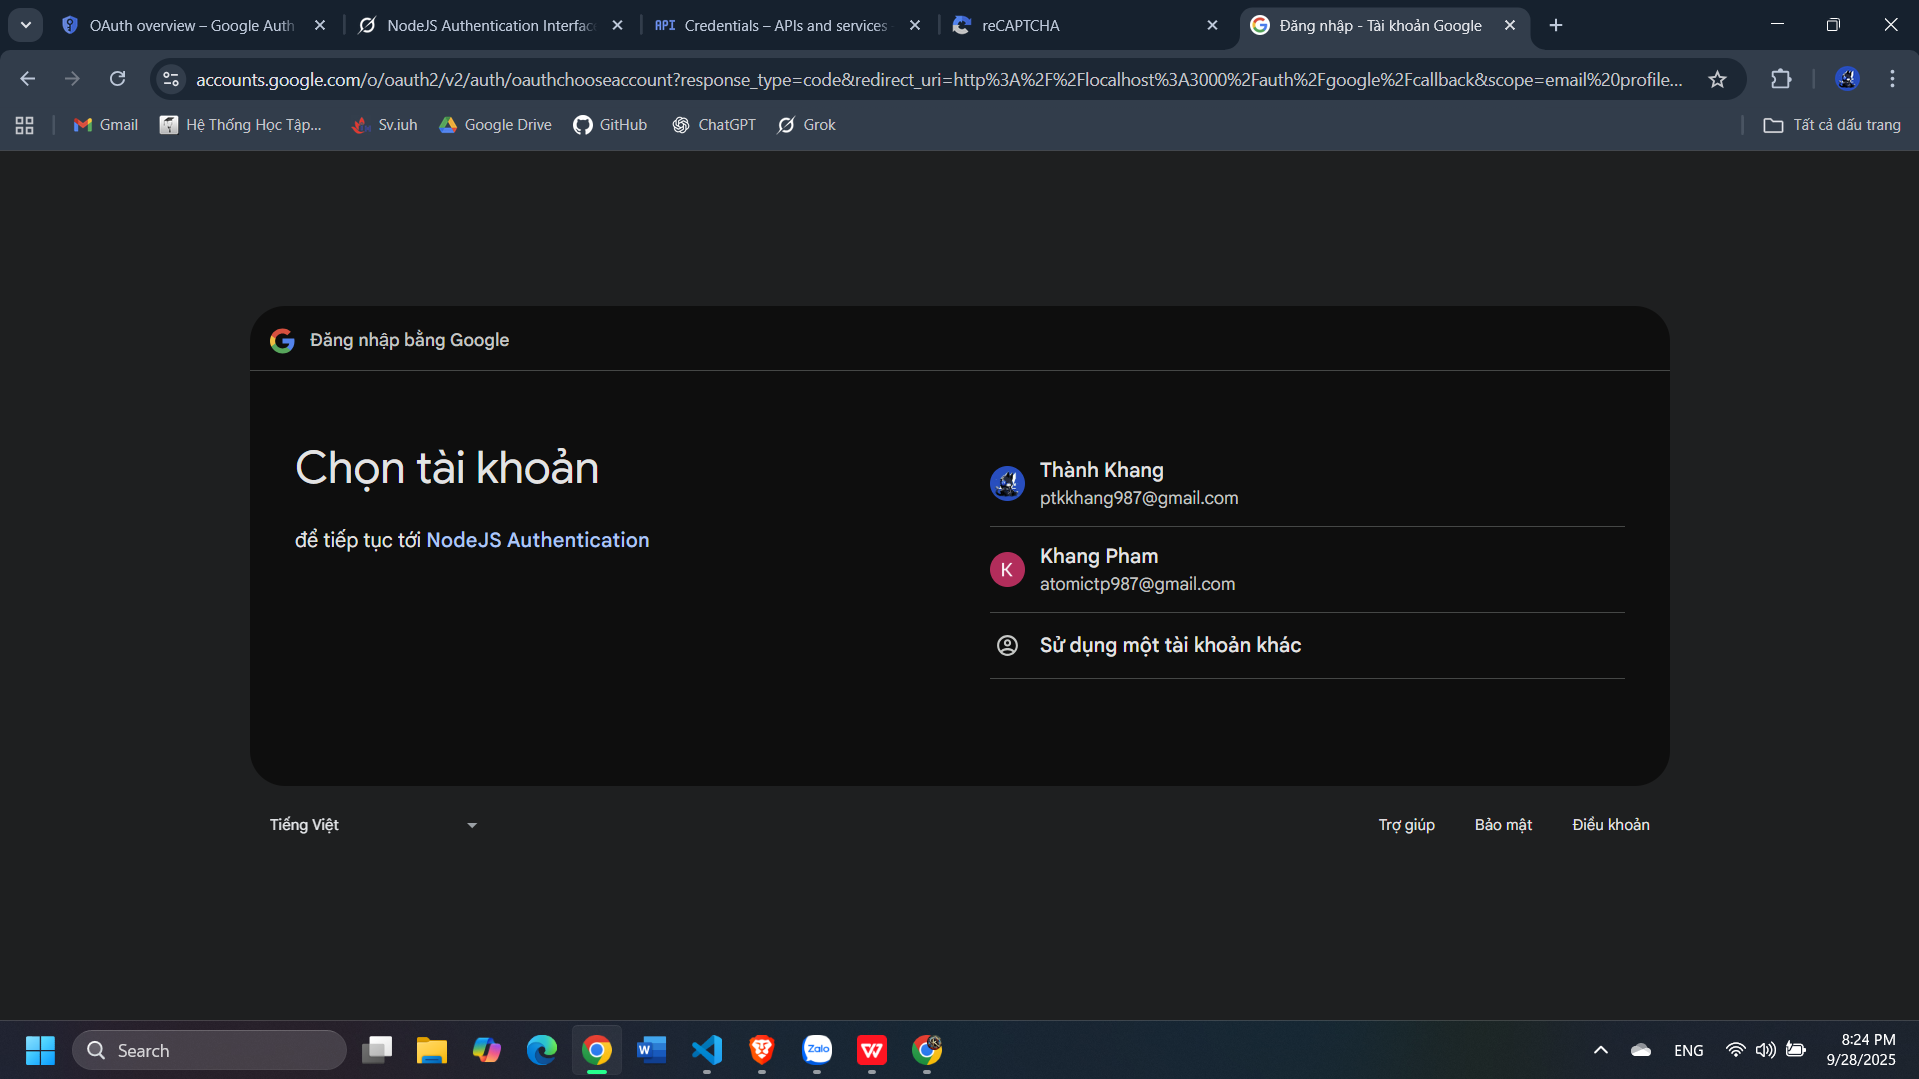 OAuth overview – Google Auth
NodeJS Authentication Interface
API Credentials – APIs and services
reCAPTCHA
Đăng nhập - Tài khoản Google
accounts.google.com/o/oauth2/v2/auth/oauthchooseaccount?response_type=code&redirect_uri=http%3A%2F%2Flocalhost%3A3000%2Fauth%2Fgoogle%2Fcallback&scope=email%20profile...
Gmail
Hệ Thống Học Tập...
Sv.iuh
Google Drive
GitHub
ChatGPT
Grok
Tất cả dấu trang
Đăng nhập bằng Google
Chọn tài khoản
để tiếp tục tới NodeJS Authentication
Thành Khang
ptkkhang987@gmail.com
K
Khang Pham
atomictp987@gmail.com
Sử dụng một tài khoản khác
Tiếng Việt
Trợ giúp
Bảo mật
Điều khoản
Search
Zalo
ENG
8:24 PM
9/28/2025